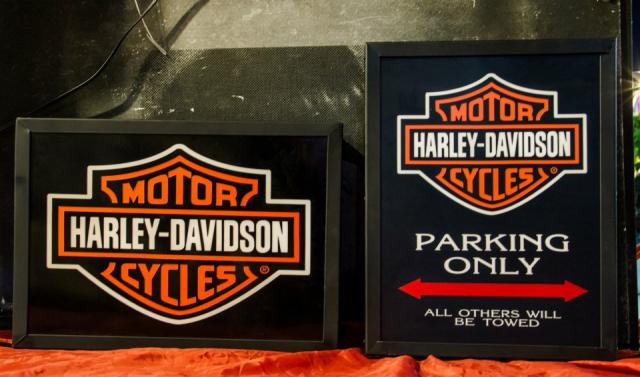 MOTOR
HARLEY-DAVIDSON
CYCLES®
MOTOR
HARLEY-DAVIDSON
CYCLES®
PARKING
ONLY
ALL OTHERS WILL
BE TOWED